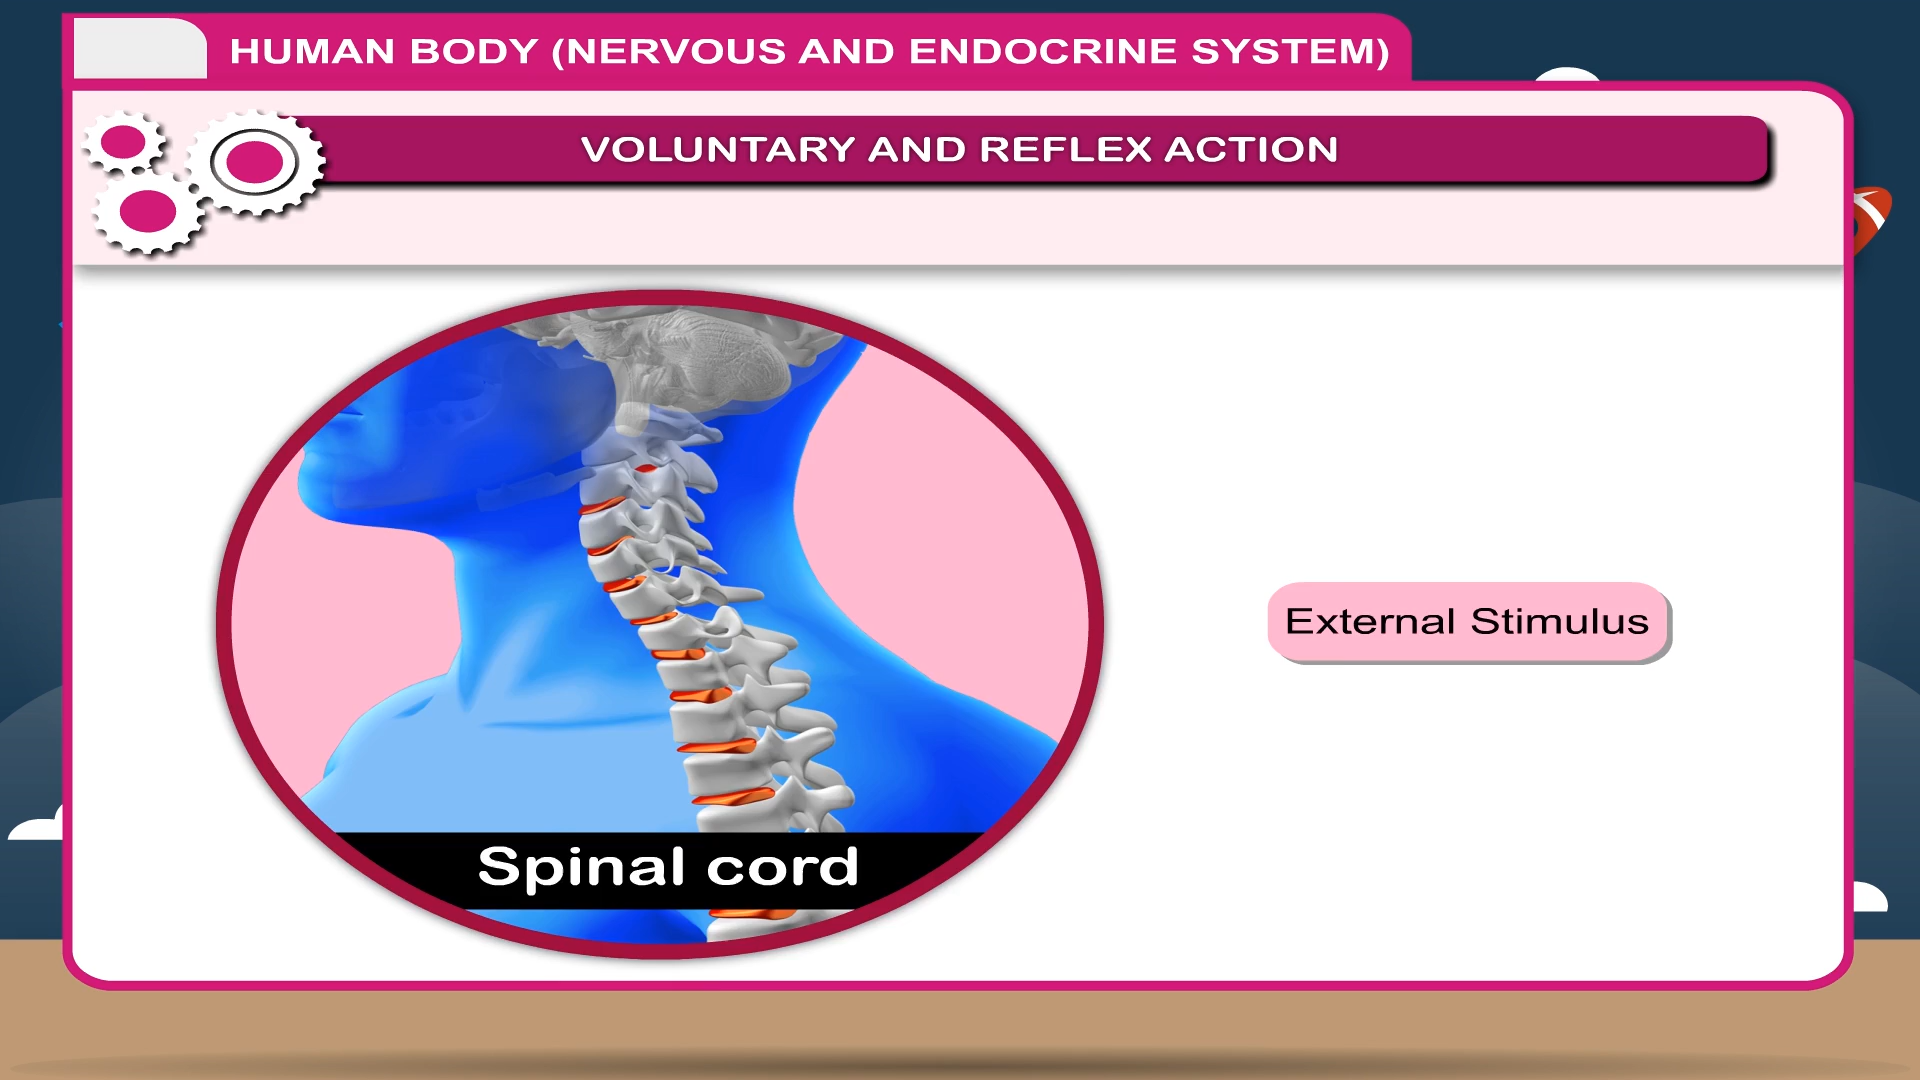 HUMAN BODY (NERVOUS AND ENDOCRINE SYSTEM)
VOLUNTARY AND REFLEX ACTION
External Stimulus
Spinal cord